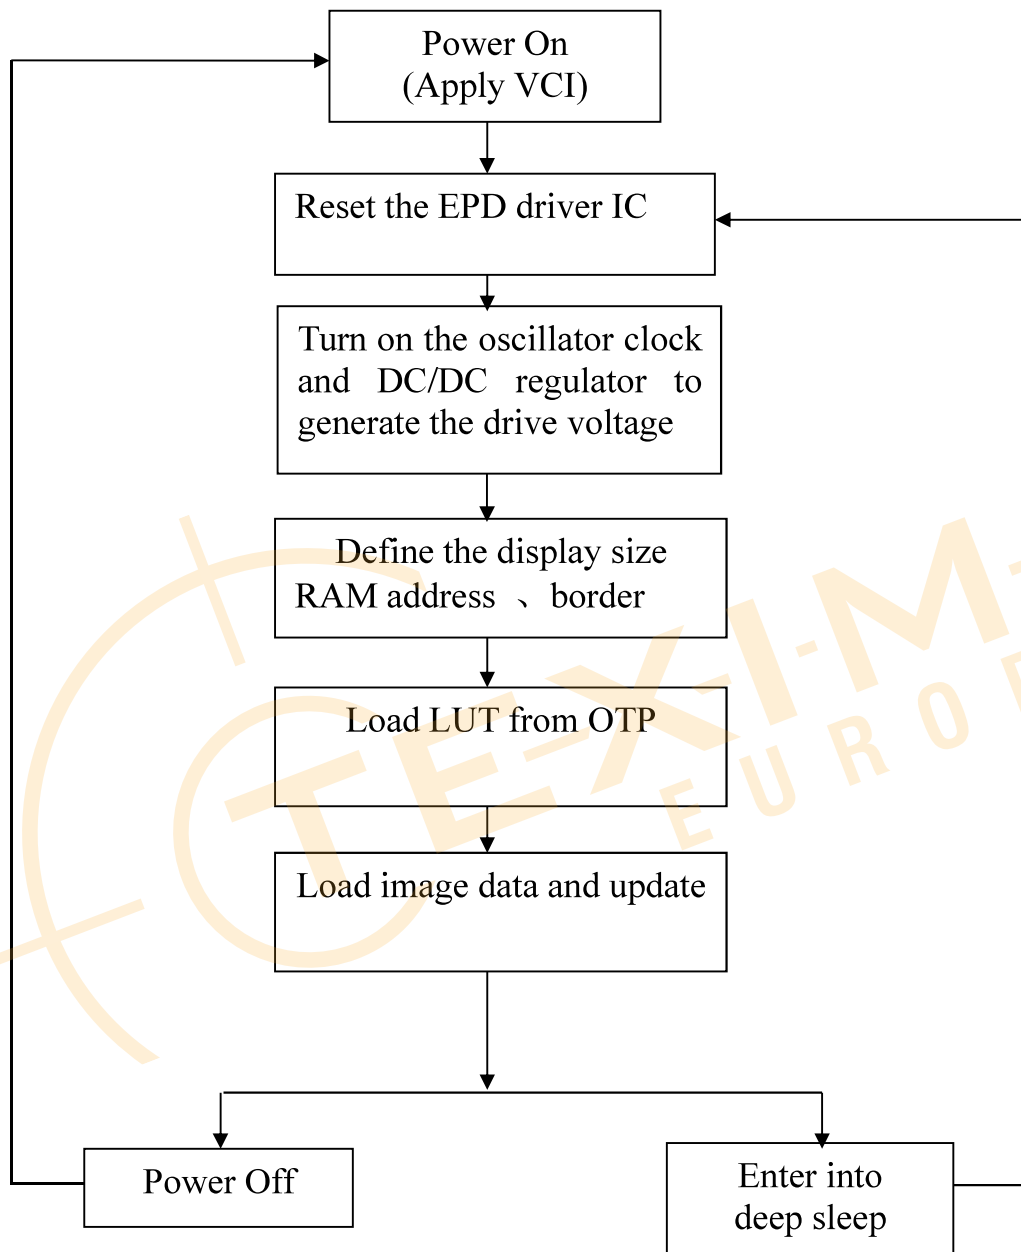 Power On
(Apply VCI)
Reset the EPD driver IC
Turn on the oscillator clock
and DC/DC regulator to
generate the drive voltage
Define the display size
RAM address 、border
Load LUT from OTP
Load image data and update
Power Off
Enter into
deep sleep
TEXIM
EUROP